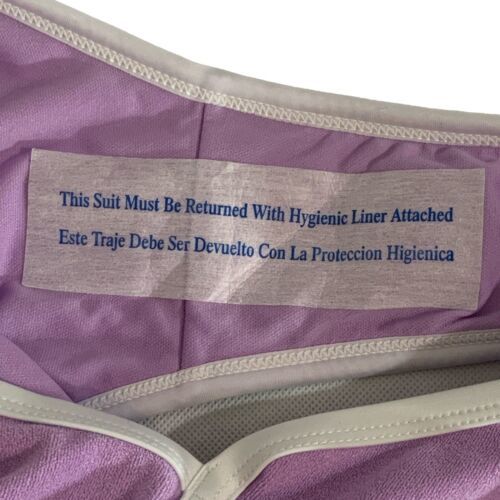 This Suit Must Be Returned With Hygienic Liner Attached
Este Traje Debe Ser Devuelto Con La Proteccion Higienica